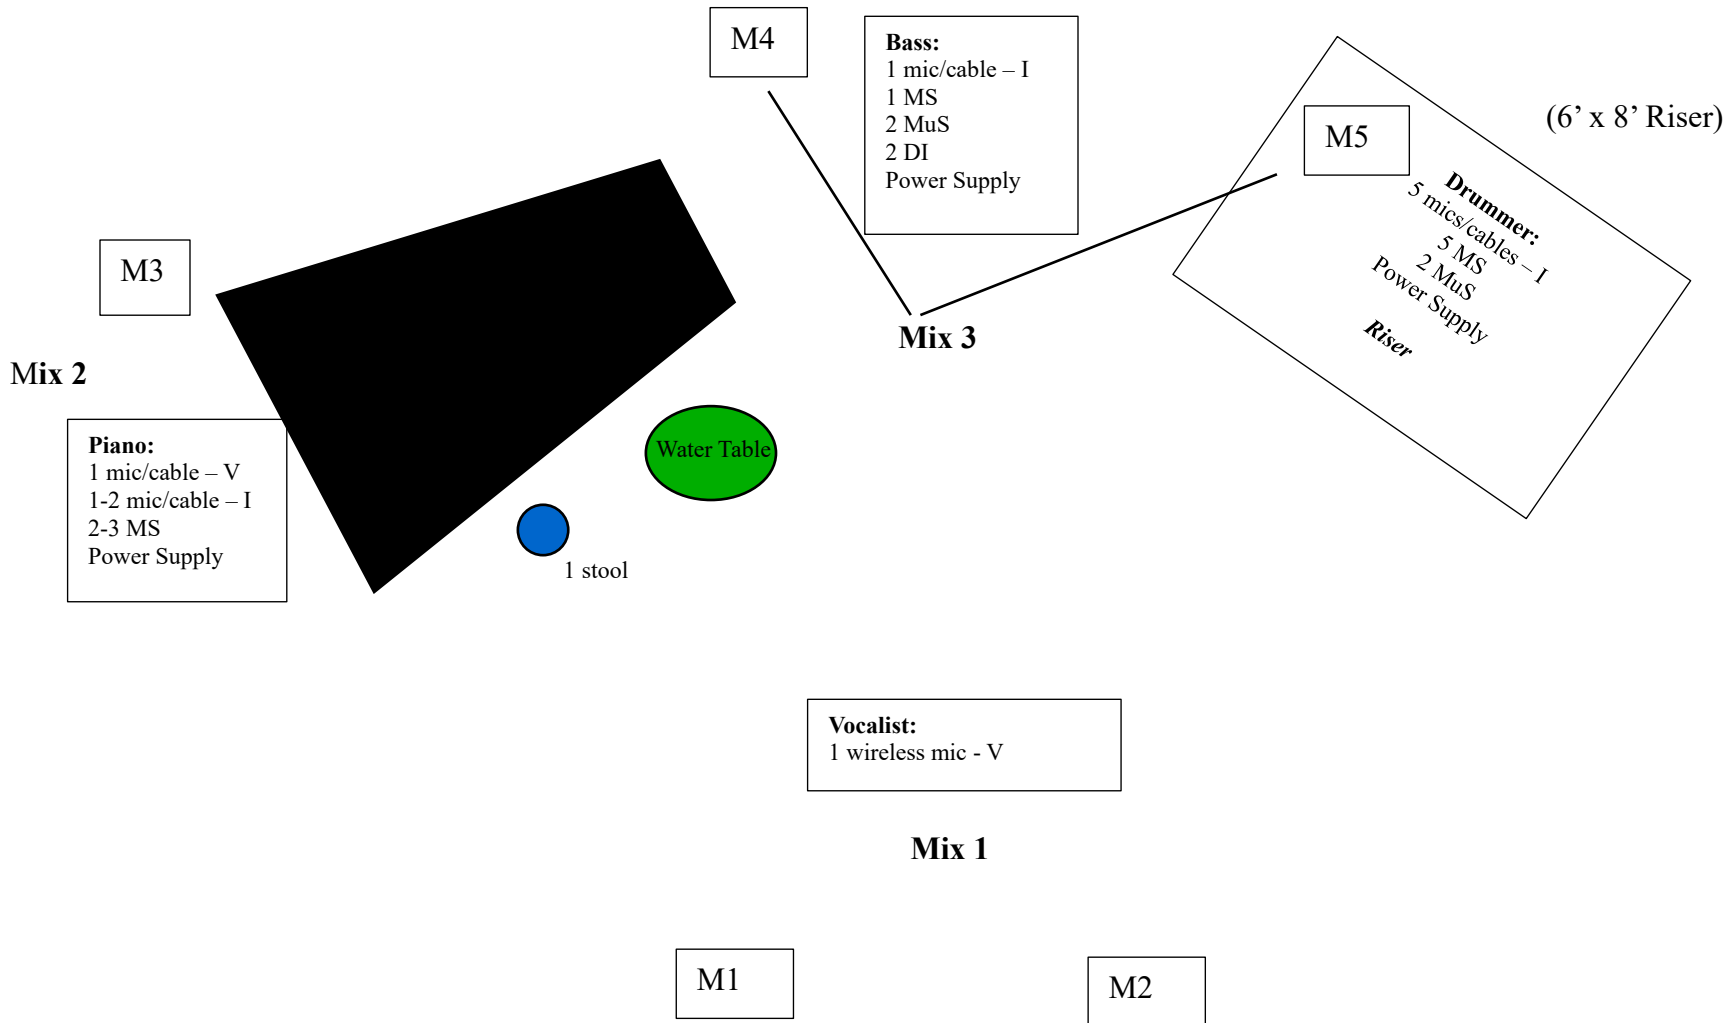 M4
Bass:
1 mic/cable – I
1 MS
2 MuS
2 DI
Power Supply
(6’ x 8’ Riser)
M5
Drummer:
5 mics/cables – I
5 MS
2 MuS
Power Supply
Riser
M3
Mix 3
Mix 2
Piano:
1 mic/cable – V
1-2 mic/cable – I
2-3 MS
Power Supply
Water Table
1 stool
Vocalist:
1 wireless mic - V
Mix 1
M1
M2